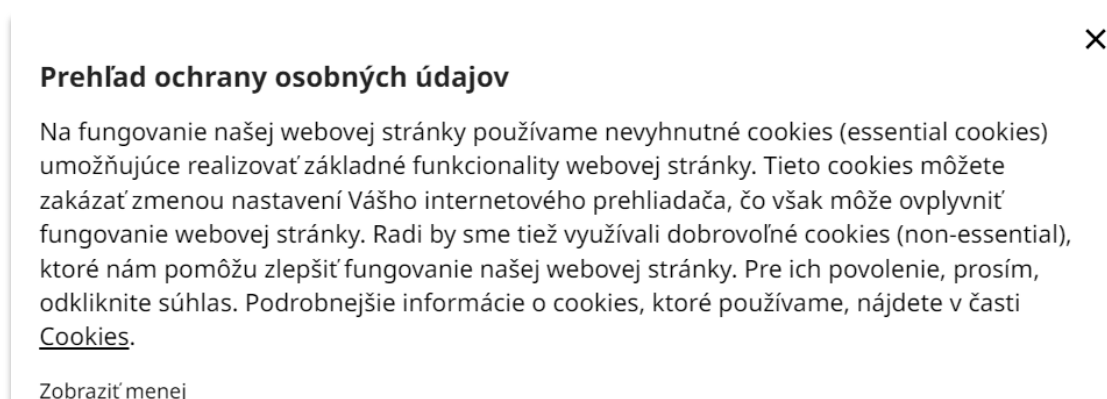 Prehľad ochrany osobných údajov
Na fungovanie našej webovej stránky používame nevyhnutné cookies (essential cookies)
umožňujúce realizovať základné funkcionality webovej stránky. Tieto cookies môžete
zakázať zmenou nastavení Vášho internetového prehliadača, čo však môže ovplyvniť
fungovanie webovej stránky. Radi by sme tiež využívali dobrovoľné cookies (non-essential),
ktoré nám pomôžu zlepšiť fungovanie našej webovej stránky. Pre ich povolenie, prosím,
odkliknite súhlas. Podrobnejšie informácie o cookies, ktoré používame, nájdete v časti
Cookies.
Zobraziť menej